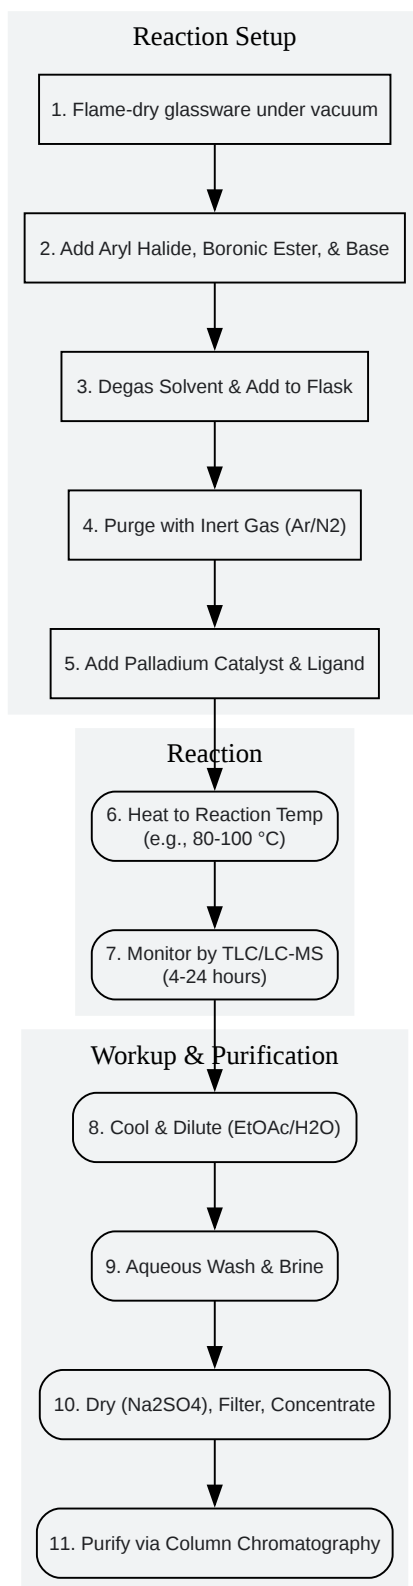 Reaction Setup
1. Flame-dry glassware under vacuum
2. Add Aryl Halide, Boronic Ester, & Base
3. Degas Solvent & Add to Flask
4. Purge with Inert Gas (Ar/N2)
5. Add Palladium Catalyst & Ligand
Reaction
6. Heat to Reaction Temp
(e.g., 80-100 °C)
7. Monitor by TLC/LC-MS
(4-24 hours)
Workup & Purification
8. Cool & Dilute (EtOAc/H2O)
9. Aqueous Wash & Brine
10. Dry (Na2SO4), Filter, Concentrate
11. Purify via Column Chromatography